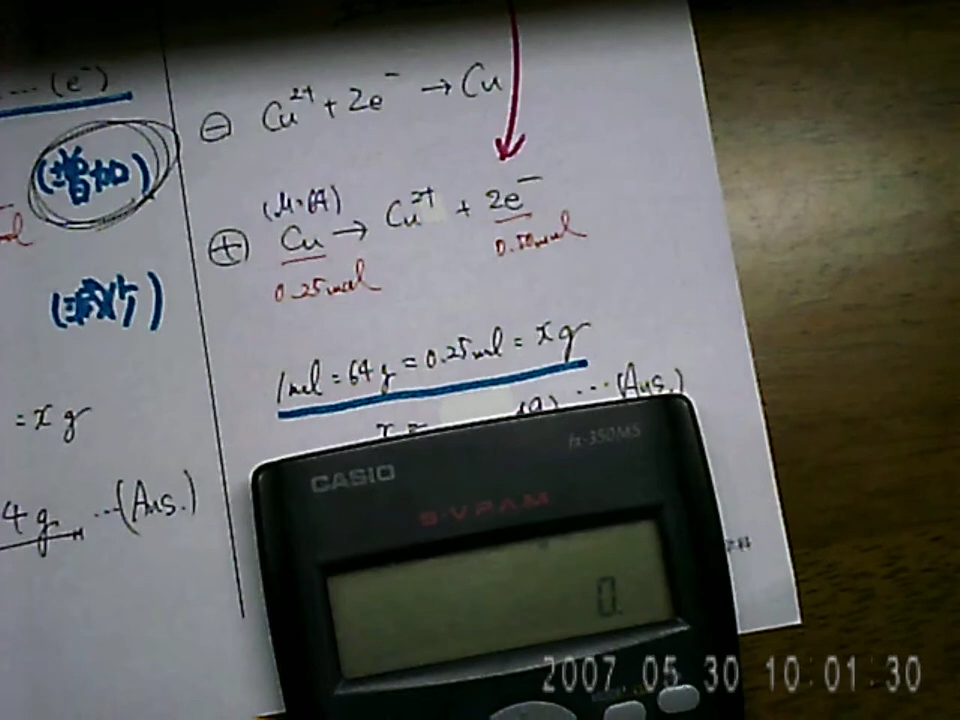 … (e⁻)
(増加)
(減少)
= x g
4 g …(Ans.)
⊖ Cu²⁺ + 2e⁻ → Cu
(M=64)
⊕ Cu → Cu²⁺ + 2e⁻
0.25mol 0.50mol
1mol = 64g = 0.25mol = x g
x = (g) …(Ans.)
CASIO fx-350MS
S-V.P.A.M.
0.
2007 05 30 10:01:30